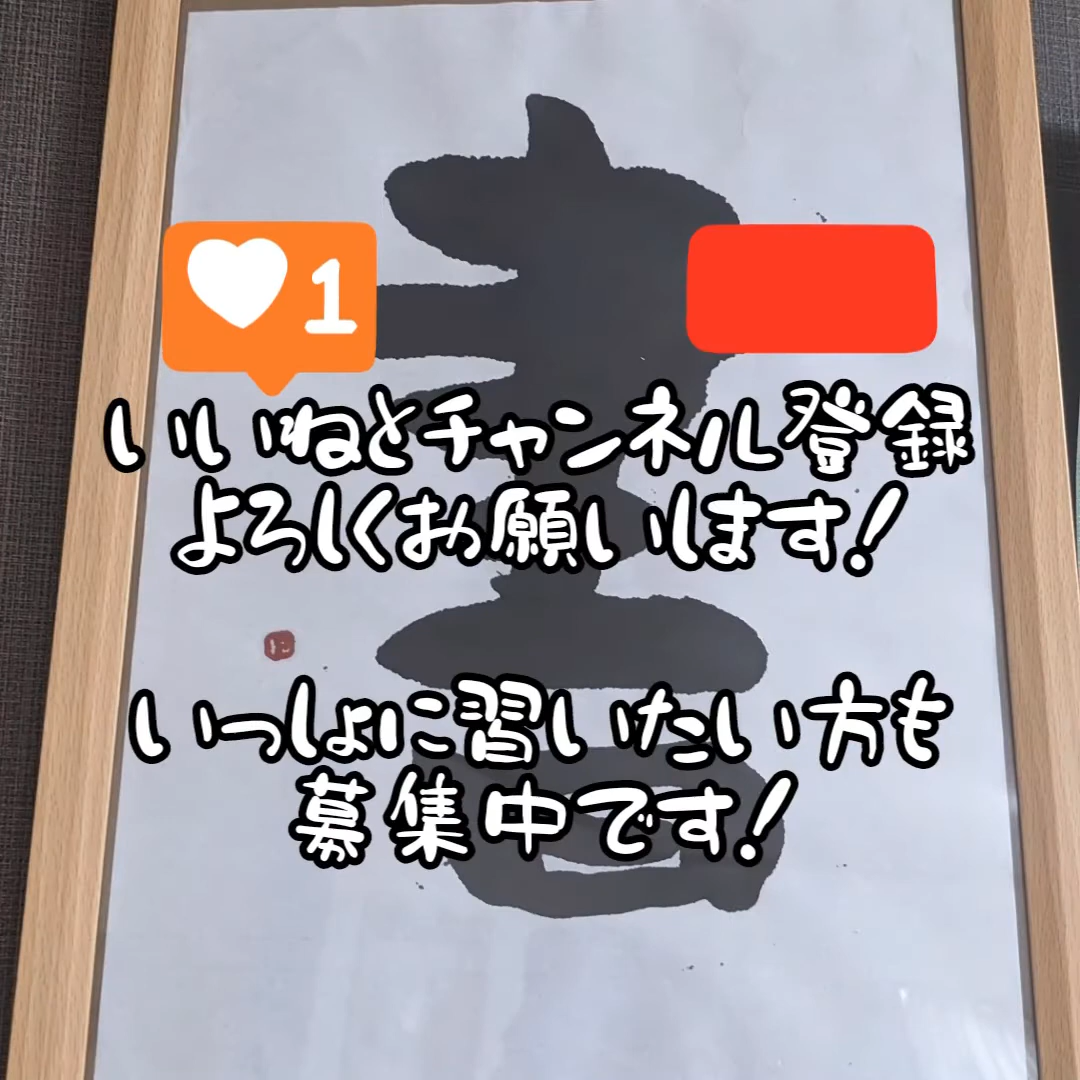 1
いいねとチャンネル登録
よろしくお願いします!
に
いっしょに習いたい方も
募集中です!